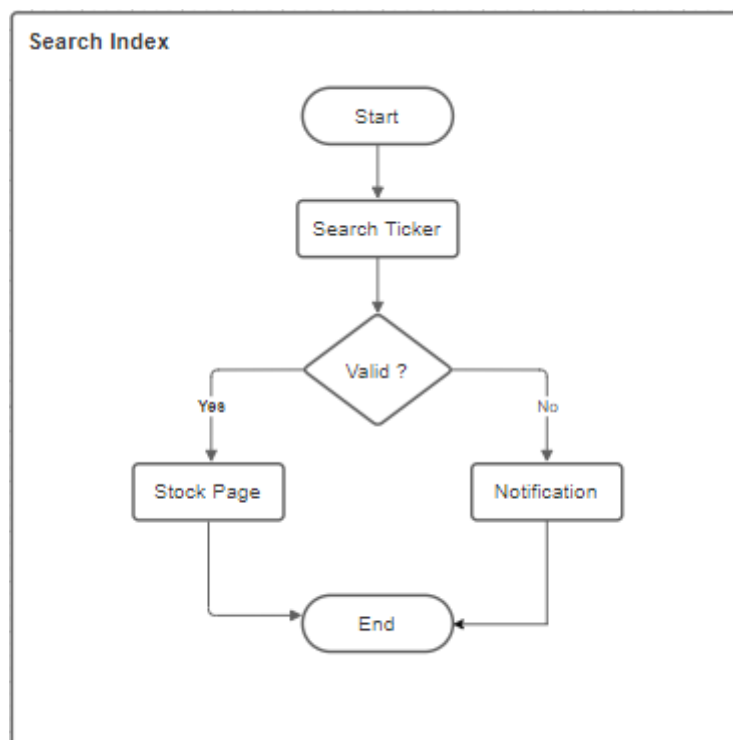 Search Index
Start
Search Ticker
Valid ?
Yes
No
Stock Page
Notification
End